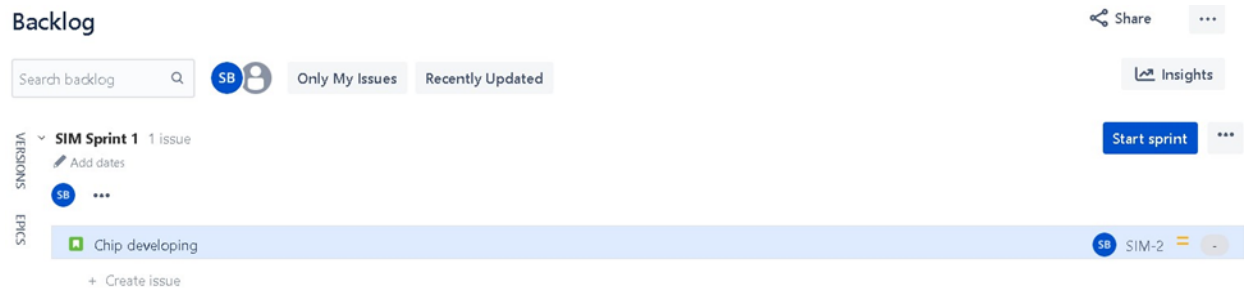 Backlog
Share
Search backlog
SB
Only My Issues
Recently Updated
Insights
VERSIONS
SIM Sprint 1 1 issue
Start sprint
Add dates
SB
EPICS
Chip developing
SB SIM-2 -
+ Create issue